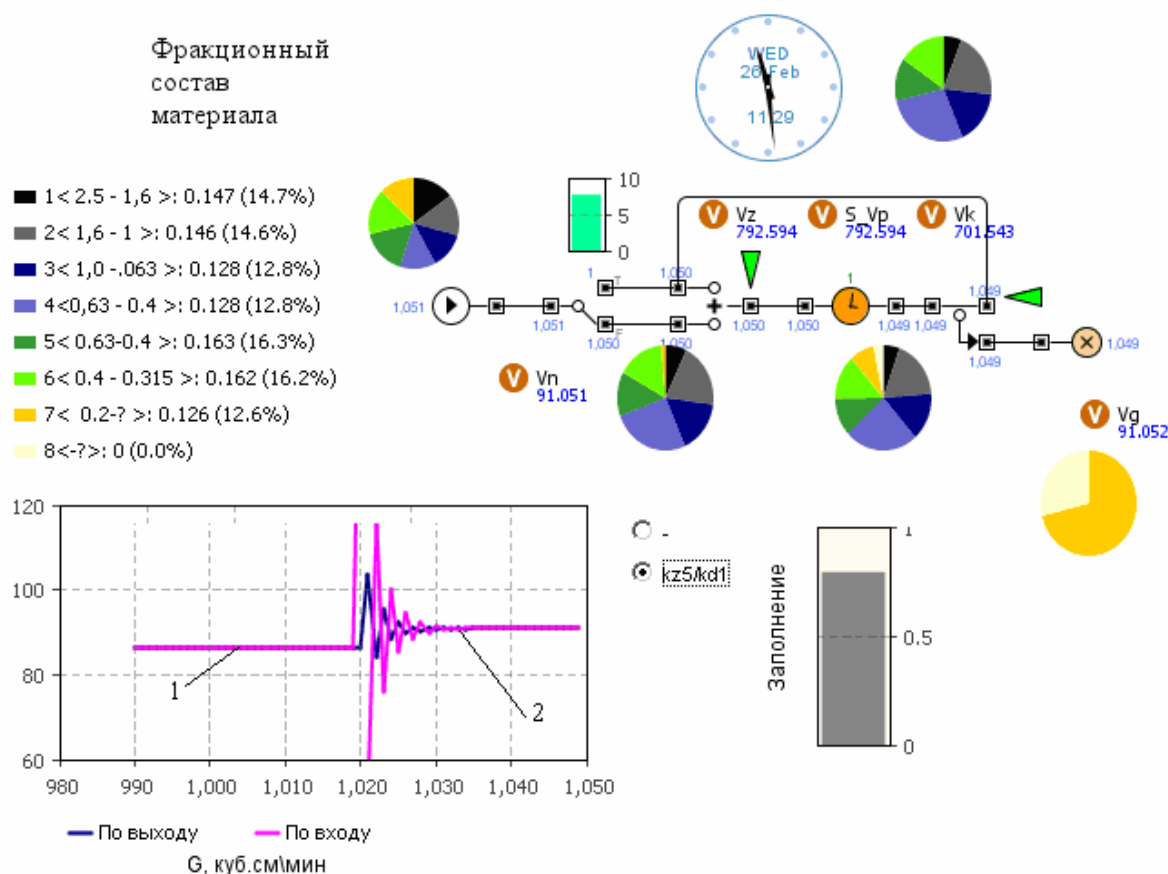 Фракционный
состав
материала
WED
26 Feb
11:29
1< 2.5 - 1,6 >: 0.147 (14.7%)
2< 1,6 - 1 >: 0.146 (14.6%)
3< 1,0 -.063 >: 0.128 (12.8%)
4<0,63 - 0.4 >: 0.128 (12.8%)
5< 0.63-0.4 >: 0.163 (16.3%)
6< 0.4 - 0.315 >: 0.162 (16.2%)
7< 0.2-? >: 0.126 (12.6%)
8<-?>: 0 (0.0%)
10
5
0
V Vz
792.594
V S_Vp
792.594
V Vk
701.543
1
T
1,050
1
1,049
1,051
1,051
F
1,050
1,050
1,050
1,050
1,049
1,049
1,049
1,049
V Vn
91.051
V Vg
91.052
120
100
80
60
980
990
1,000
1,010
1,020
1,030
1,040
1,050
1
2
По выходу
По входу
G, куб.см\мин
-
kz5/kd1
Заполнение
1
0.5
0